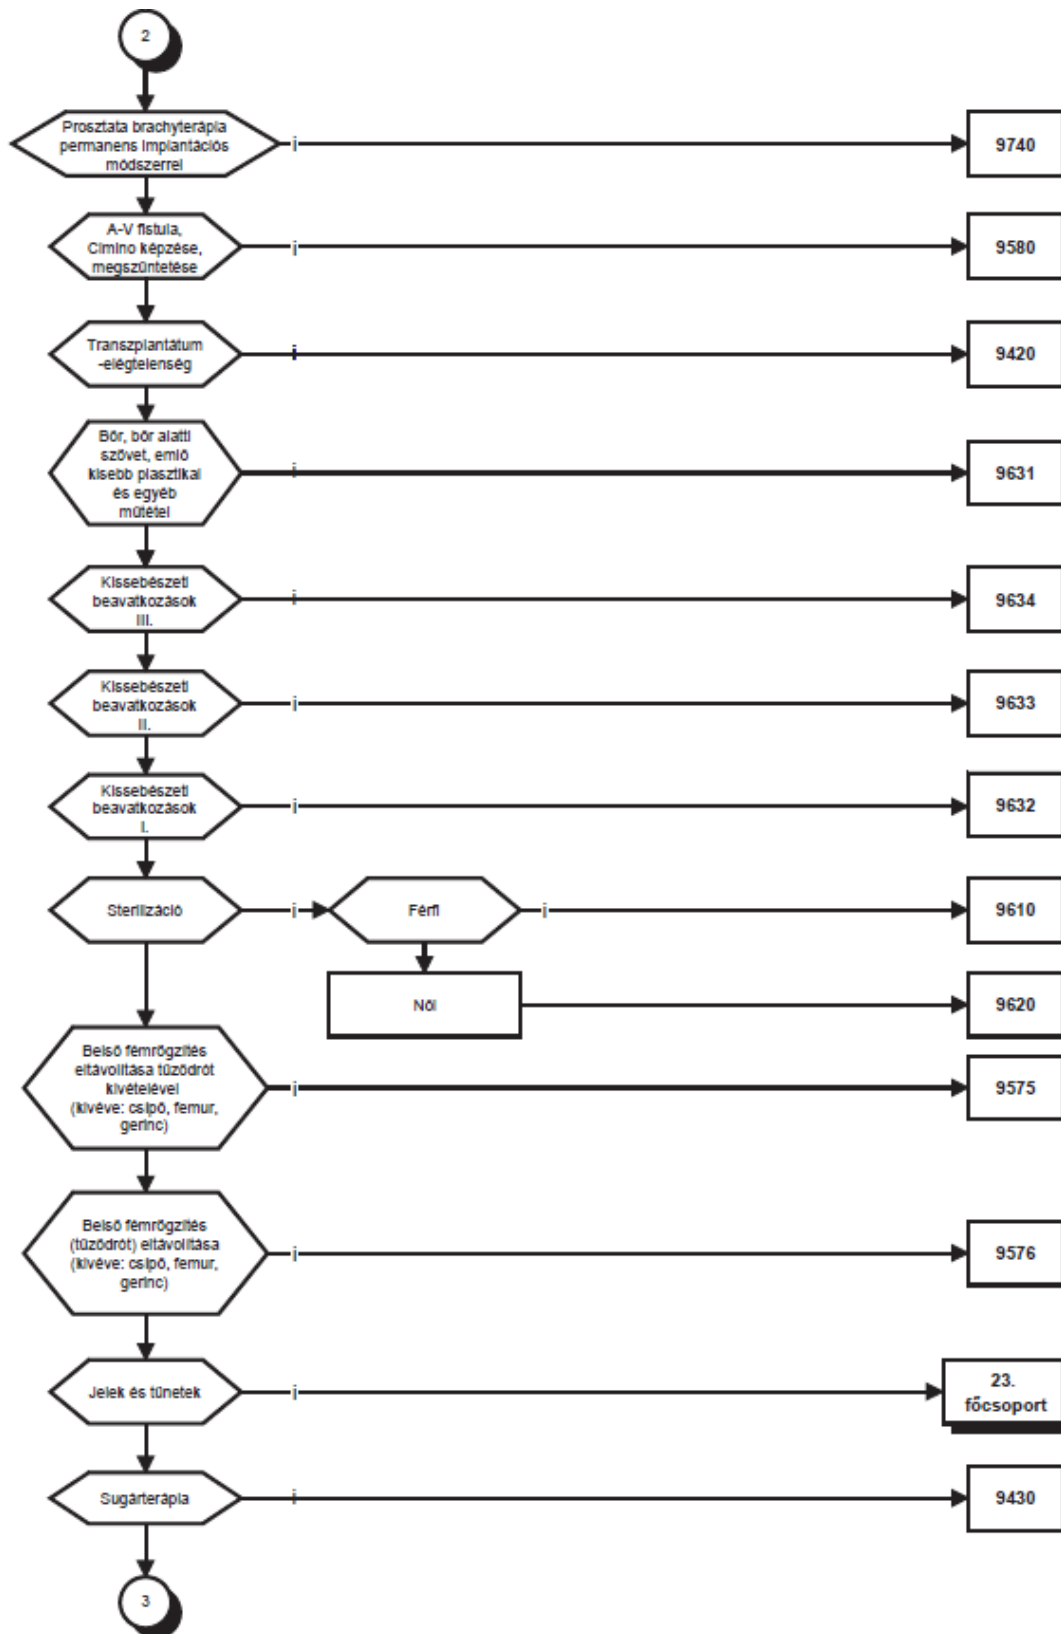 2
Prosztata brachyterápia
permanens implantációs
módszerrel
i
9740
A-V fistula,
Cimino képzése,
megszűntetése
i
9580
Transzplantátum
-elégtelenség
i
9420
Bőr, bőr alatti
szövet, emlő
kisebb plasztikai
és egyéb
műtétei
i
9631
Kissebészeti
beavatkozások
III.
i
9634
Kissebészeti
beavatkozások
II.
i
9633
Kissebészeti
beavatkozások
I.
i
9632
Sterilizáció
i
Férfi
i
9610
Női
9620
Belső fémrögzítés
eltávolítása tűződrót
kivételével
(kivéve: csípő, femur,
gerinc)
i
9575
Belső fémrögzítés
(tűződrót) eltávolítása
(kivéve: csípő, femur,
gerinc)
i
9576
Jelek és tünetek
i
23.
főcsoport
Sugárterápia
i
9430
3